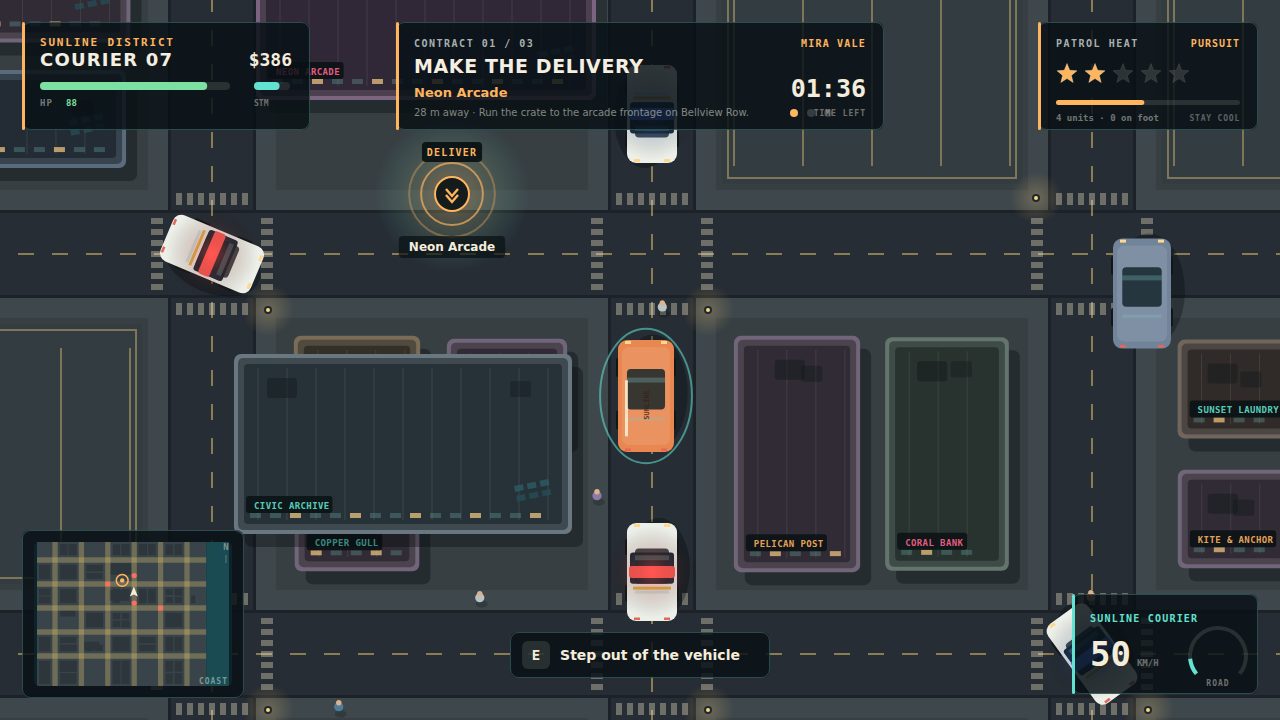 SUNLINE DISTRICT
COURIER 07
$386
HP 88
STM
NEON ARCADE
CONTRACT 01 / 03
MIRA VALE
MAKE THE DELIVERY
Neon Arcade
28 m away · Run the crate to the arcade frontage on Bellview Row.
01:36
TIME LEFT
PATROL HEAT
PURSUIT
4 units · 0 on foot
STAY COOL
DELIVER
Neon Arcade
SUNLINE
SUNSET LAUNDRY
CIVIC ARCHIVE
COPPER GULL
PELICAN POST
CORAL BANK
KITE & ANCHOR
N
COAST
E Step out of the vehicle
SUNLINE COURIER
50 KM/H
ROAD